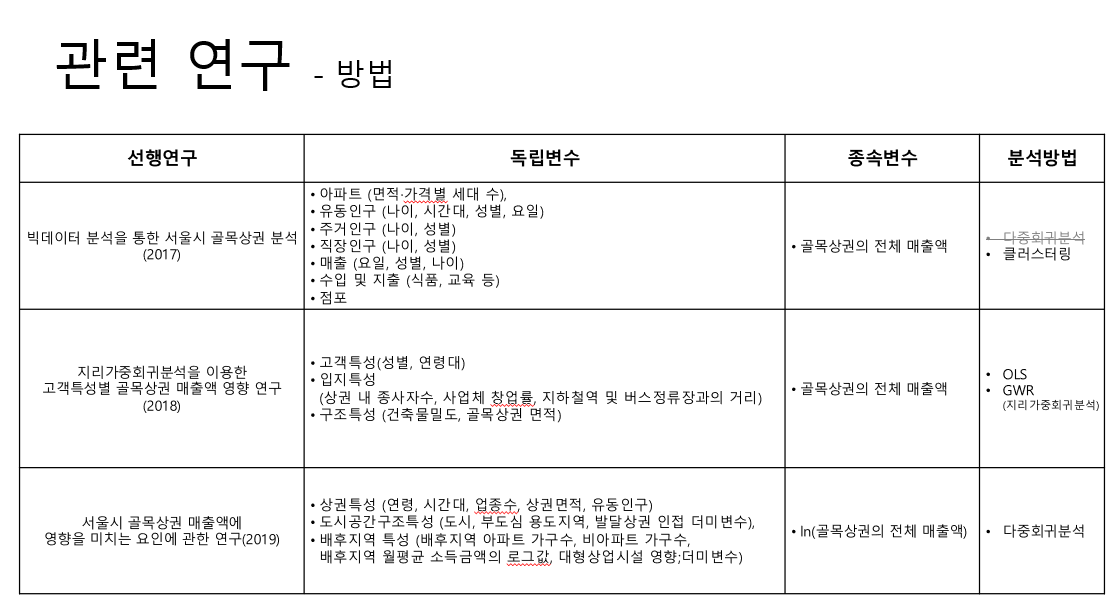 관련 연구 - 방법
선행연구
독립변수
종속변수
분석방법
빅데이터 분석을 통한 서울시 골목상권 분석
(2017)
• 아파트 (면적·가격별 세대 수),
• 유동인구 (나이, 시간대, 성별, 요일)
• 주거인구 (나이, 성별)
• 직장인구 (나이, 성별)
• 매출 (요일, 성별, 나이)
• 수입 및 지출 (식품, 교육 등)
• 점포
• 골목상권의 전체 매출액
• 다중회귀분석
• 클러스터링
지리가중회귀분석을 이용한
고객특성별 골목상권 매출액 영향 연구
(2018)
• 고객특성(성별, 연령대)
• 입지특성
(상권 내 종사자수, 사업체 창업률, 지하철역 및 버스정류장과의 거리)
• 구조특성 (건축물밀도, 골목상권 면적)
• 골목상권의 전체 매출액
• OLS
• GWR
(지리가중회귀분석)
서울시 골목상권 매출액에
영향을 미치는 요인에 관한 연구(2019)
• 상권특성 (연령, 시간대, 업종수, 상권면적, 유동인구)
• 도시공간구조특성 (도시, 부도심 용도지역, 발달상권 인접 더미변수),
• 배후지역 특성 (배후지역 아파트 가구수, 비아파트 가구수,
배후지역 월평균 소득금액의 로그값, 대형상업시설 영향;더미변수)
• ln(골목상권의 전체 매출액)
• 다중회귀분석